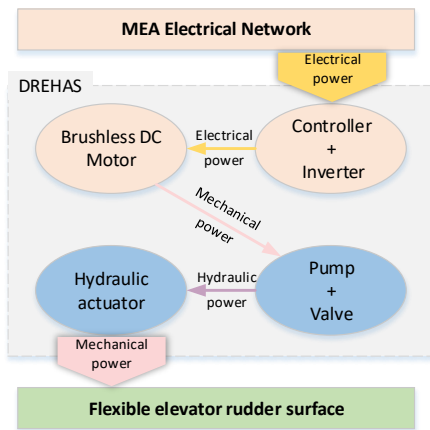 MEA Electrical Network
Electrical
power
DREHAS
Brushless DC
Motor
Electrical
power
Controller
+
Inverter
Mechanical
power
Hydraulic
actuator
Hydraulic
power
Pump
+
Valve
Mechanical
power
Flexible elevator rudder surface